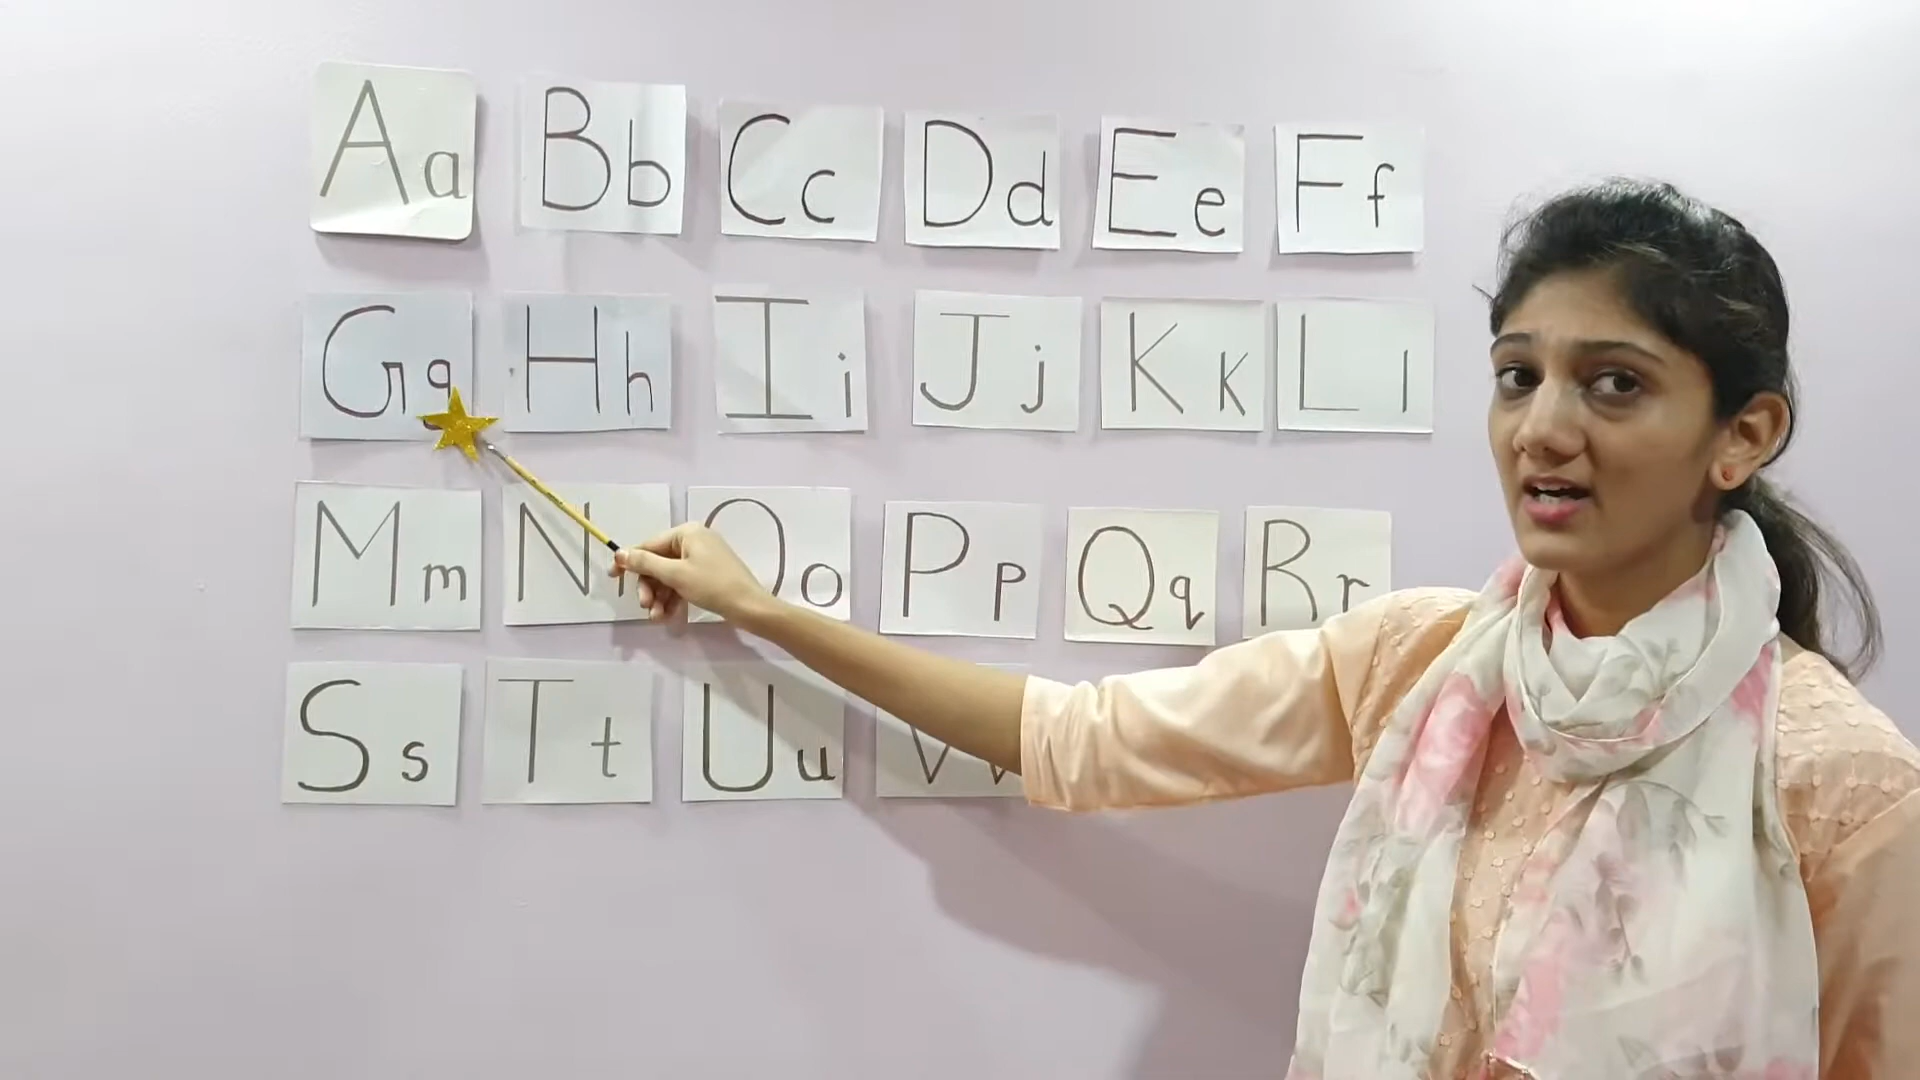 Aa Bb Cc Dd Ee Ff
Gg Hh Ii Jj Kk Ll
Mm N Oo Pp Qq Rr
Ss Tt Uu Vv